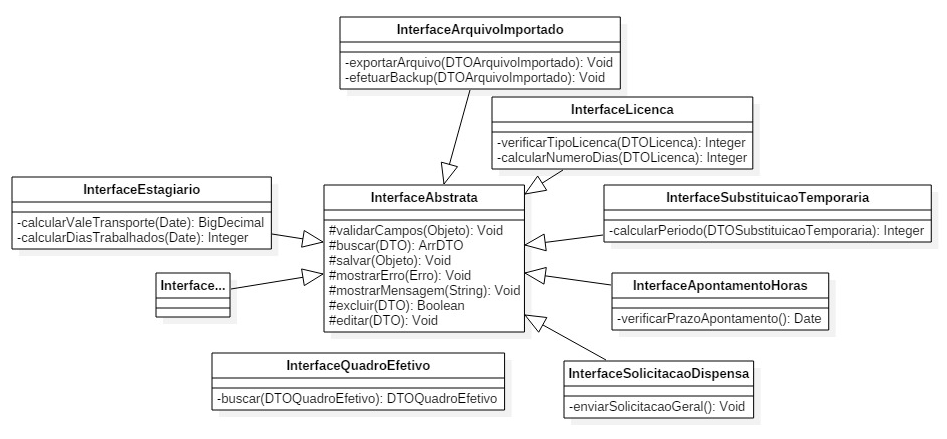 InterfaceArquivoImportado
-exportarArquivo(DTOArquivoImportado): Void
-efetuarBackup(DTOArquivoImportado): Void
InterfaceLicenca
-verificarTipoLicenca(DTOLicenca): Integer
-calcularNumeroDias(DTOLicenca): Integer
InterfaceEstagiario
-calcularValeTransporte(Date): BigDecimal
-calcularDiasTrabalhados(Date): Integer
InterfaceAbstrata
#validarCampos(Objeto): Void
#buscar(DTO): ArrDTO
#salvar(Objeto): Void
#mostrarErro(Erro): Void
#mostrarMensagem(String): Void
#excluir(DTO): Boolean
#editar(DTO): Void
InterfaceSubstituicaoTemporaria
-calcularPeriodo(DTOSubstituicaoTemporaria): Integer
Interface...
InterfaceApontamentoHoras
-verificarPrazoApontamento(): Date
InterfaceQuadroEfetivo
-buscar(DTOQuadroEfetivo): DTOQuadroEfetivo
InterfaceSolicitacaoDispensa
-enviarSolicitacaoGeral(): Void